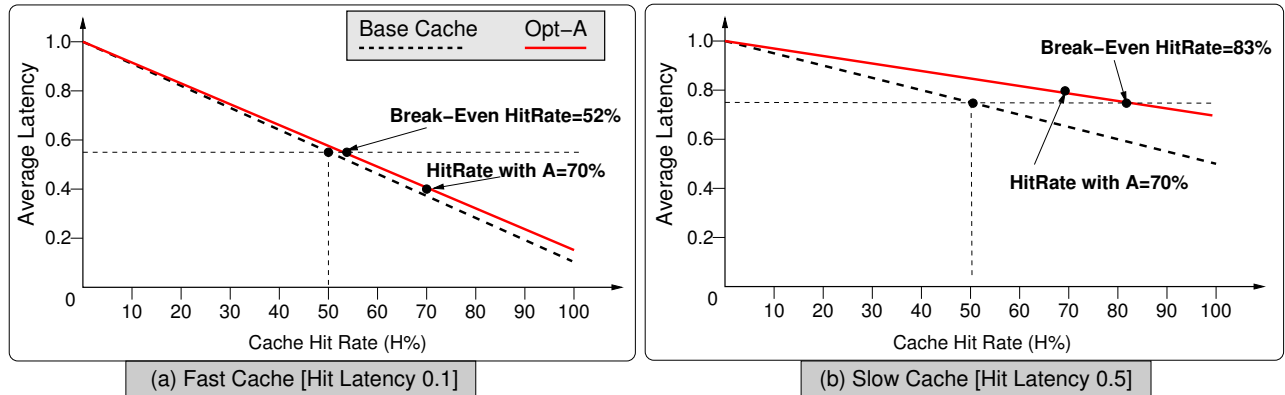 Base Cache
Opt−A
Average Latency
1.0
0.8
0.6
0.4
0.2
0
Break−Even HitRate=52%
HitRate with A=70%
10 20 30 40 50 60 70 80 90 100
Cache Hit Rate (H%)
(a) Fast Cache [Hit Latency 0.1]
Average Latency
1.0
0.8
0.6
0.4
0.2
0
Break−Even HitRate=83%
HitRate with A=70%
10 20 30 40 50 60 70 80 90 100
Cache Hit Rate (H%)
(b) Slow Cache [Hit Latency 0.5]